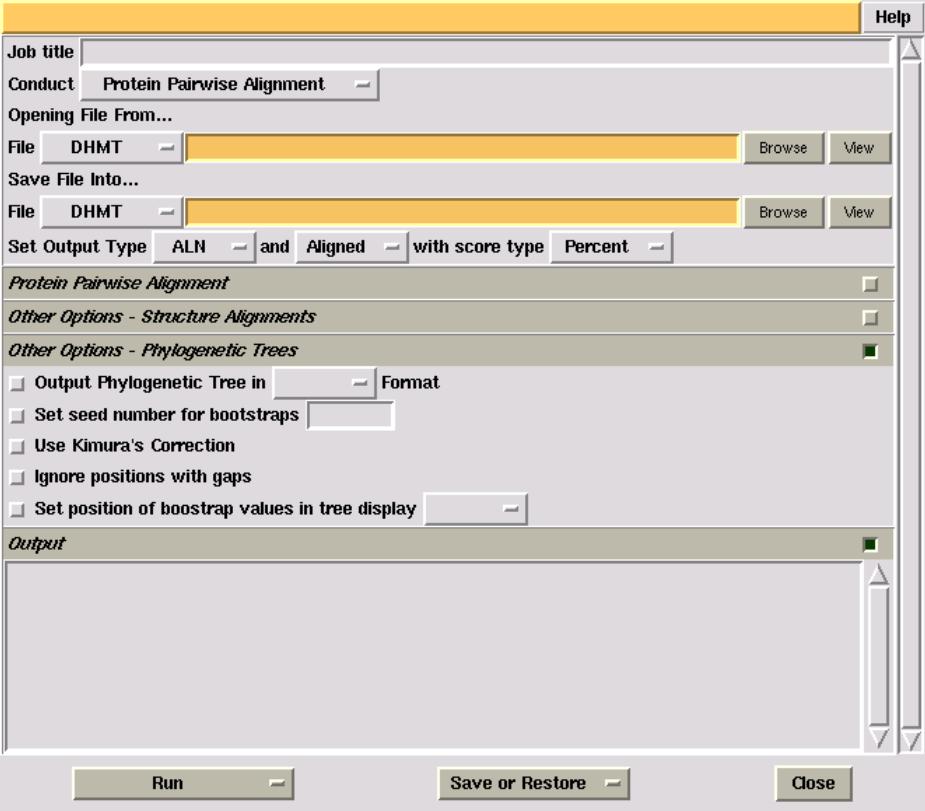 Help
Job title
Conduct Protein Pairwise Alignment
Opening File From...
File DHMT Browse View
Save File Into...
File DHMT Browse View
Set Output Type ALN and Aligned with score type Percent
Protein Pairwise Alignment
Other Options - Structure Alignments
Other Options - Phylogenetic Trees
Output Phylogenetic Tree in Format
Set seed number for bootstraps
Use Kimura's Correction
Ignore positions with gaps
Set position of boostrap values in tree display
Output
Run Save or Restore Close